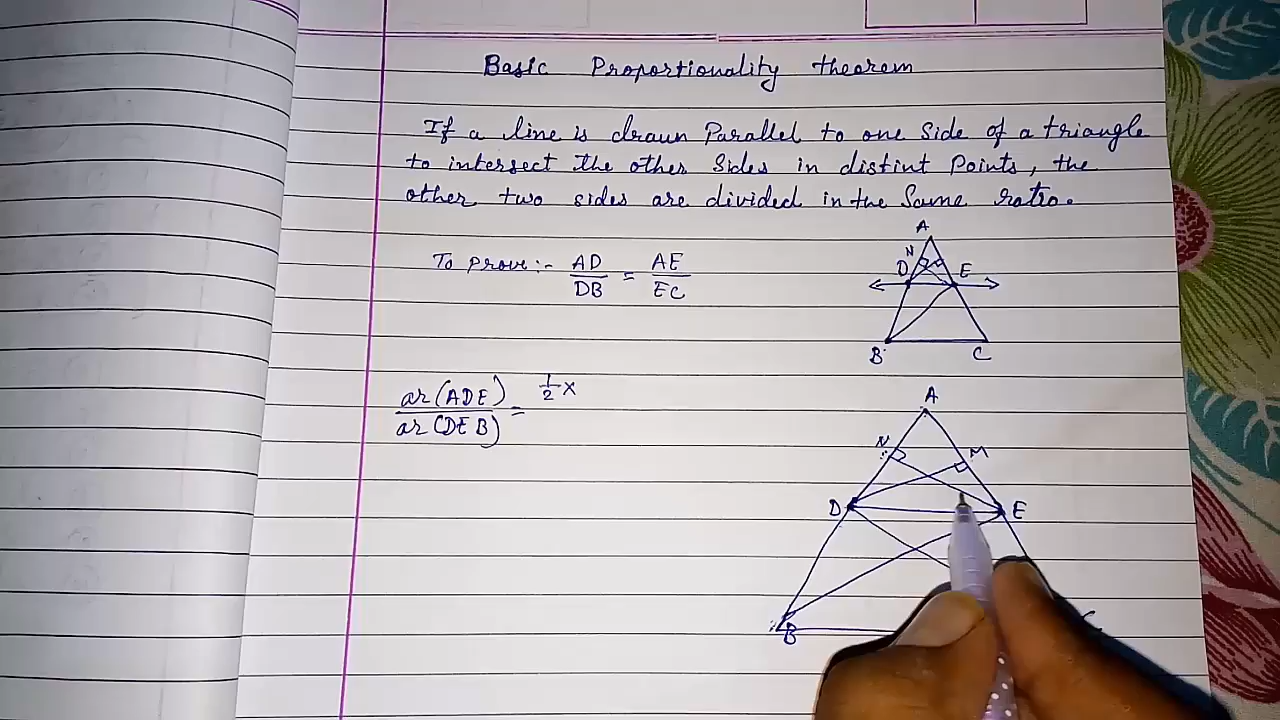 Basic Proportionality theorem
If a line is drawn Parallel to one Side of a triangle
to intersect the other Sides in distint Points, the
other two sides are divided in the Same ratio.
To prove:- AD/DB = AE/EC
A
N
D E
B C
ar(ADE)/ar(DEB) = 1/2 x
A
N M
D E
B C